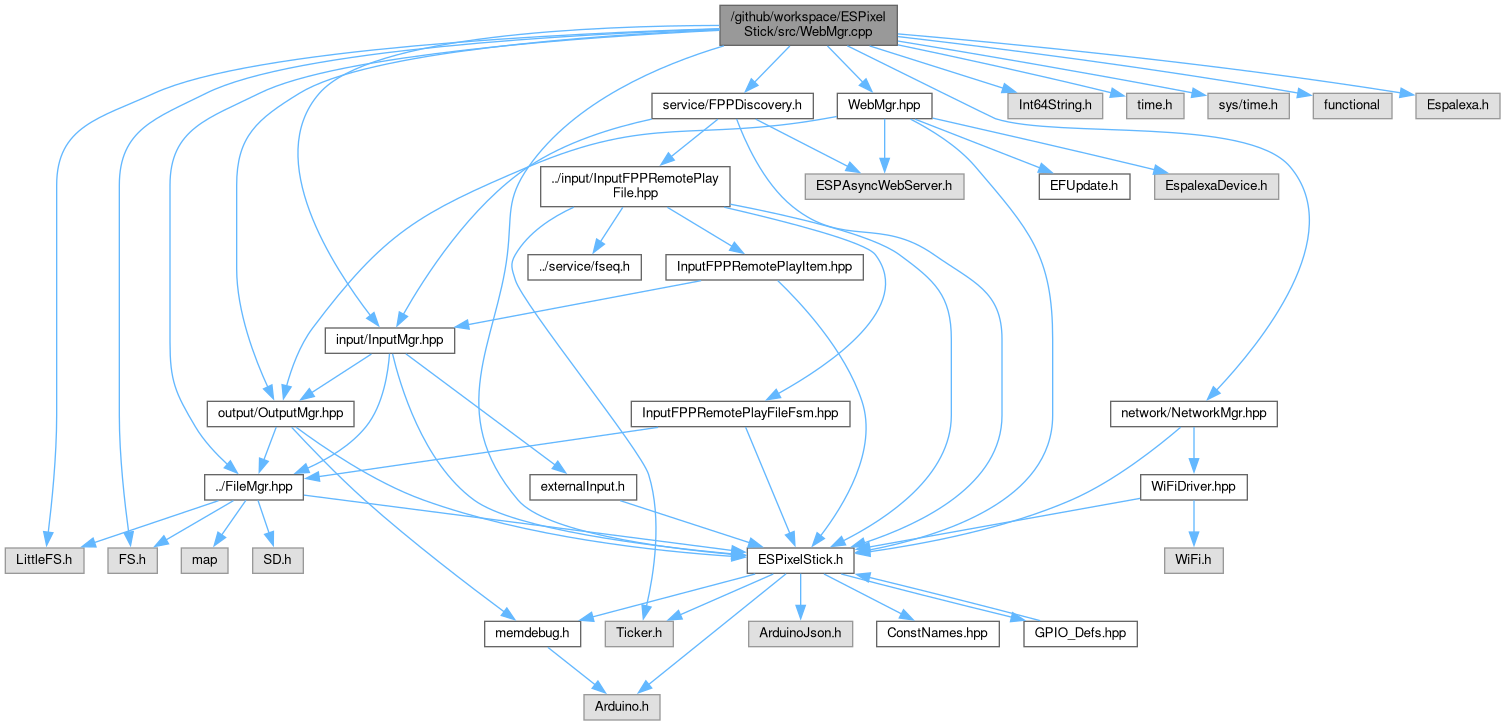 /github/workspace/ESPixel
Stick/src/WebMgr.cpp
service/FPPDiscovery.h
WebMgr.hpp
Int64String.h
time.h
sys/time.h
functional
Espalexa.h
../input/InputFPPRemotePlay
File.hpp
ESPAsyncWebServer.h
EFUpdate.h
EspalexaDevice.h
../service/fseq.h
InputFPPRemotePlayItem.hpp
input/InputMgr.hpp
output/OutputMgr.hpp
InputFPPRemotePlayFileFsm.hpp
network/NetworkMgr.hpp
../FileMgr.hpp
externalInput.h
WiFiDriver.hpp
LittleFS.h
FS.h
map
SD.h
ESPixelStick.h
WiFi.h
memdebug.h
Ticker.h
ArduinoJson.h
ConstNames.hpp
GPIO_Defs.hpp
Arduino.h